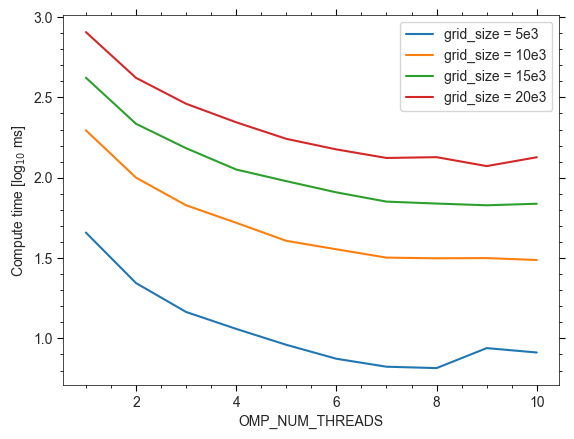 grid_size = 5e3
grid_size = 10e3
grid_size = 15e3
grid_size = 20e3
3.0
2.5
2.0
1.5
1.0
Compute time [log₁₀ ms]
2 4 6 8 10
OMP_NUM_THREADS